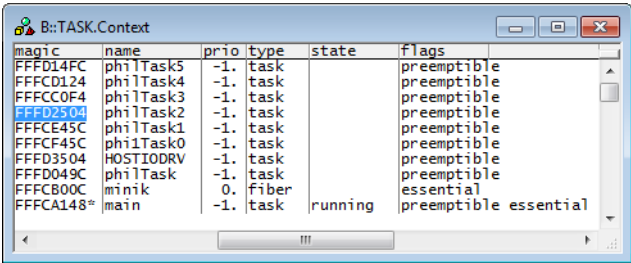 B::TASK.Context
magic name prio type state flags
FFFD14FC philTask5 -1. task preemptible
FFFCD124 philTask4 -1. task preemptible
FFFCC0F4 philTask3 -1. task preemptible
FFFD2504 philTask2 -1. task preemptible
FFFCE45C philTask1 -1. task preemptible
FFFCF45C phi1Task0 -1. task preemptible
FFFD3504 HOSTIODRV -1. task preemptible
FFFD049C philTask -1. task preemptible
FFFCB00C minik 0. fiber essential
FFFCA148* main -1. task running preemptible essential